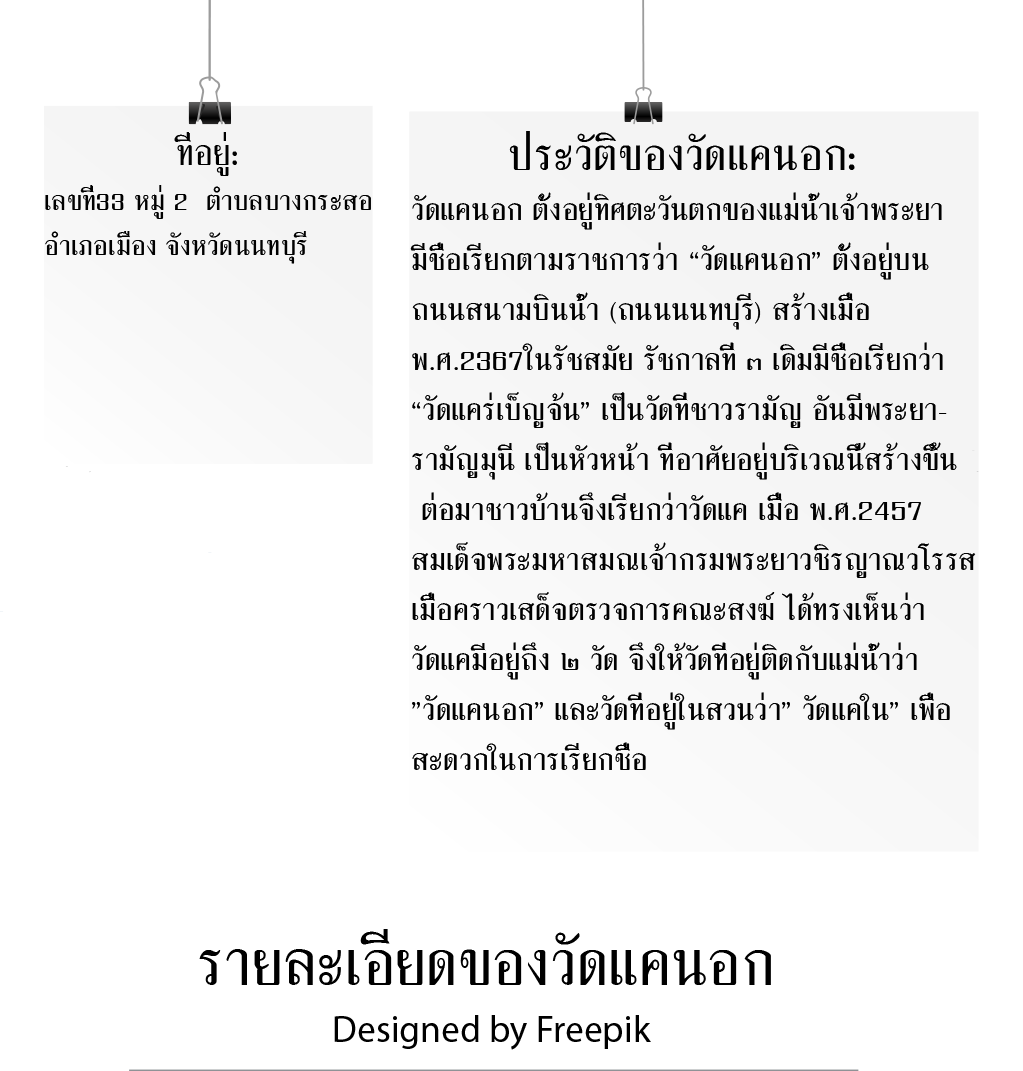 ที่อยู่:
เลขที่33 หมู่ 2 ตำบลบางกระสอ
อำเภอเมือง จังหวัดนนทบุรี
ประวัติของวัดแคนอก:
วัดแคนอก ตั้งอยู่ทิศตะวันตกของแม่น้ำเจ้าพระยา
มีชื่อเรียกตามราชการว่า “วัดแคนอก” ตั้งอยู่บน
ถนนสนามบินน้ำ (ถนนนนทบุรี) สร้างเมื่อ
พ.ศ.2367ในรัชสมัย รัชกาลที่ ๓ เดิมมีชื่อเรียกว่า
“วัดแคร่เบ็ญจ้น” เป็นวัดที่ชาวรามัญ อันมีพระยา-
รามัญมุนี เป็นหัวหน้า ที่อาศัยอยู่บริเวณนี้สร้างขึ้น
ต่อมาชาวบ้านจึงเรียกว่าวัดแค เมื่อ พ.ศ.2457
สมเด็จพระมหาสมณเจ้ากรมพระยาวชิรญาณวโรรส
เมื่อคราวเสด็จตรวจการคณะสงฆ์ ได้ทรงเห็นว่า
วัดแคมีอยู่ถึง ๒ วัด จึงให้วัดที่อยู่ติดกับแม่น้ำว่า
”วัดแคนอก” และวัดที่อยู่ในสวนว่า” วัดแคใน” เพื่อ
สะดวกในการเรียกชื่อ
รายละเอียดของวัดแคนอก
Designed by Freepik